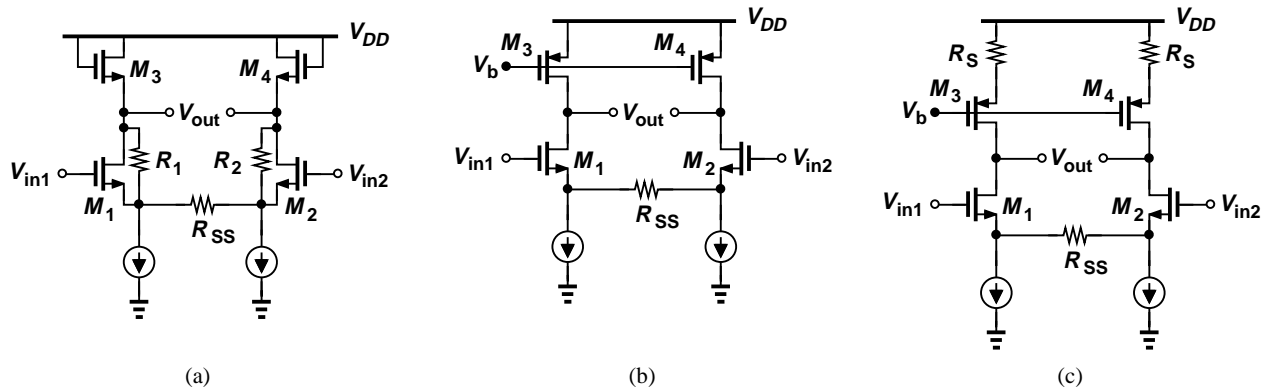 V_DD
M_3
M_4
V_out
R_1
R_2
V_in1
V_in2
M_1
M_2
R_SS
(a)
V_DD
M_3
M_4
V_b
V_out
V_in1
M_1
M_2
V_in2
R_SS
(b)
V_DD
R_S
R_S
M_3
M_4
V_b
V_out
V_in1
M_1
M_2
V_in2
R_SS
(c)